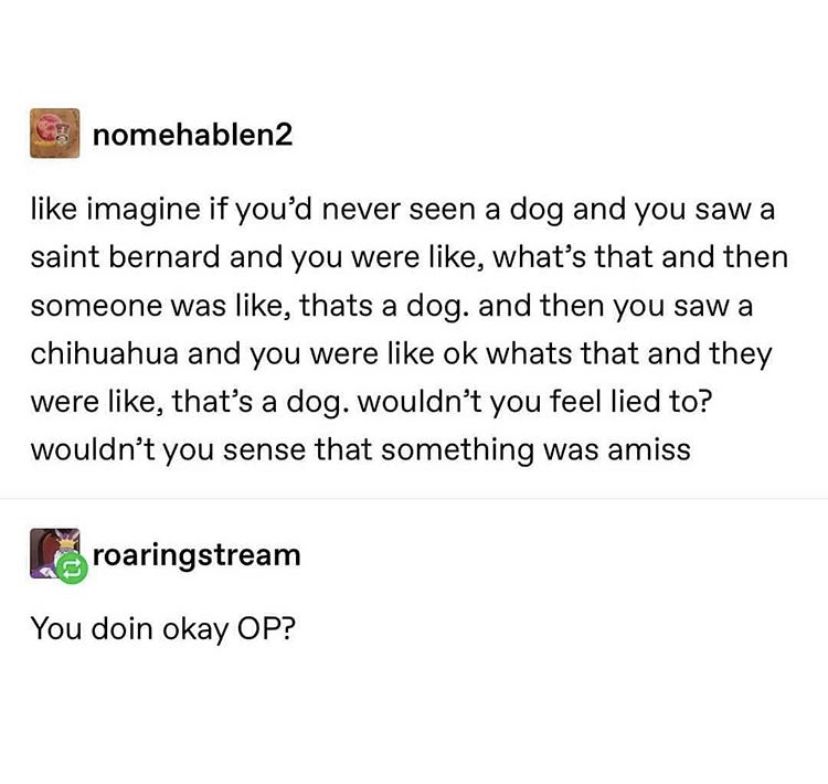 nomehablen2
like imagine if you’d never seen a dog and you saw a
saint bernard and you were like, what’s that and then
someone was like, thats a dog. and then you saw a
chihuahua and you were like ok whats that and they
were like, that’s a dog. wouldn’t you feel lied to?
wouldn’t you sense that something was amiss
roaringstream
You doin okay OP?